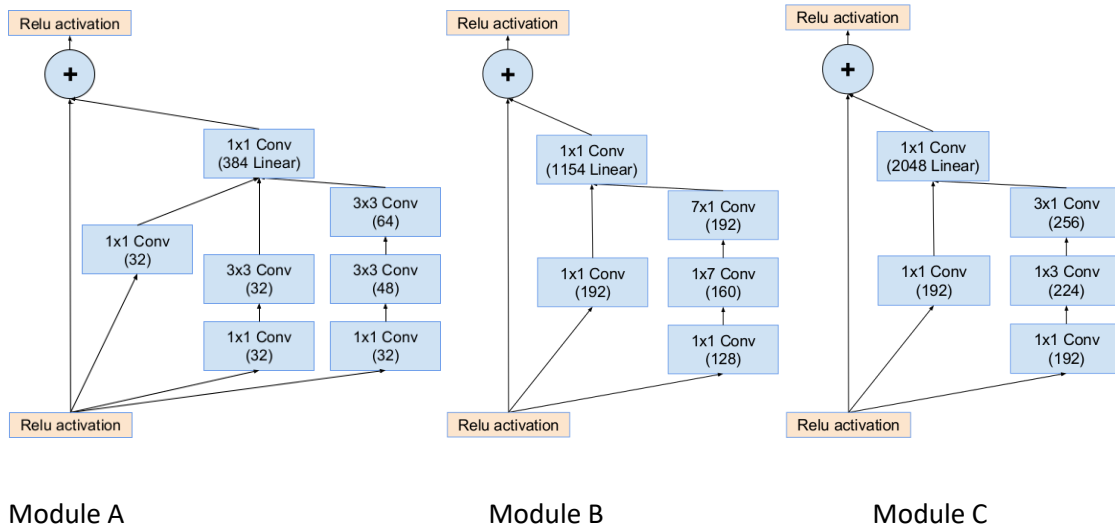 Relu activation
+
1x1 Conv
(384 Linear)
1x1 Conv
(32)
3x3 Conv
(32)
1x1 Conv
(32)
3x3 Conv
(64)
3x3 Conv
(48)
1x1 Conv
(32)
Relu activation
Module A
Relu activation
+
1x1 Conv
(1154 Linear)
1x1 Conv
(192)
7x1 Conv
(192)
1x7 Conv
(160)
1x1 Conv
(128)
Relu activation
Module B
Relu activation
+
1x1 Conv
(2048 Linear)
1x1 Conv
(192)
3x1 Conv
(256)
1x3 Conv
(224)
1x1 Conv
(192)
Relu activation
Module C